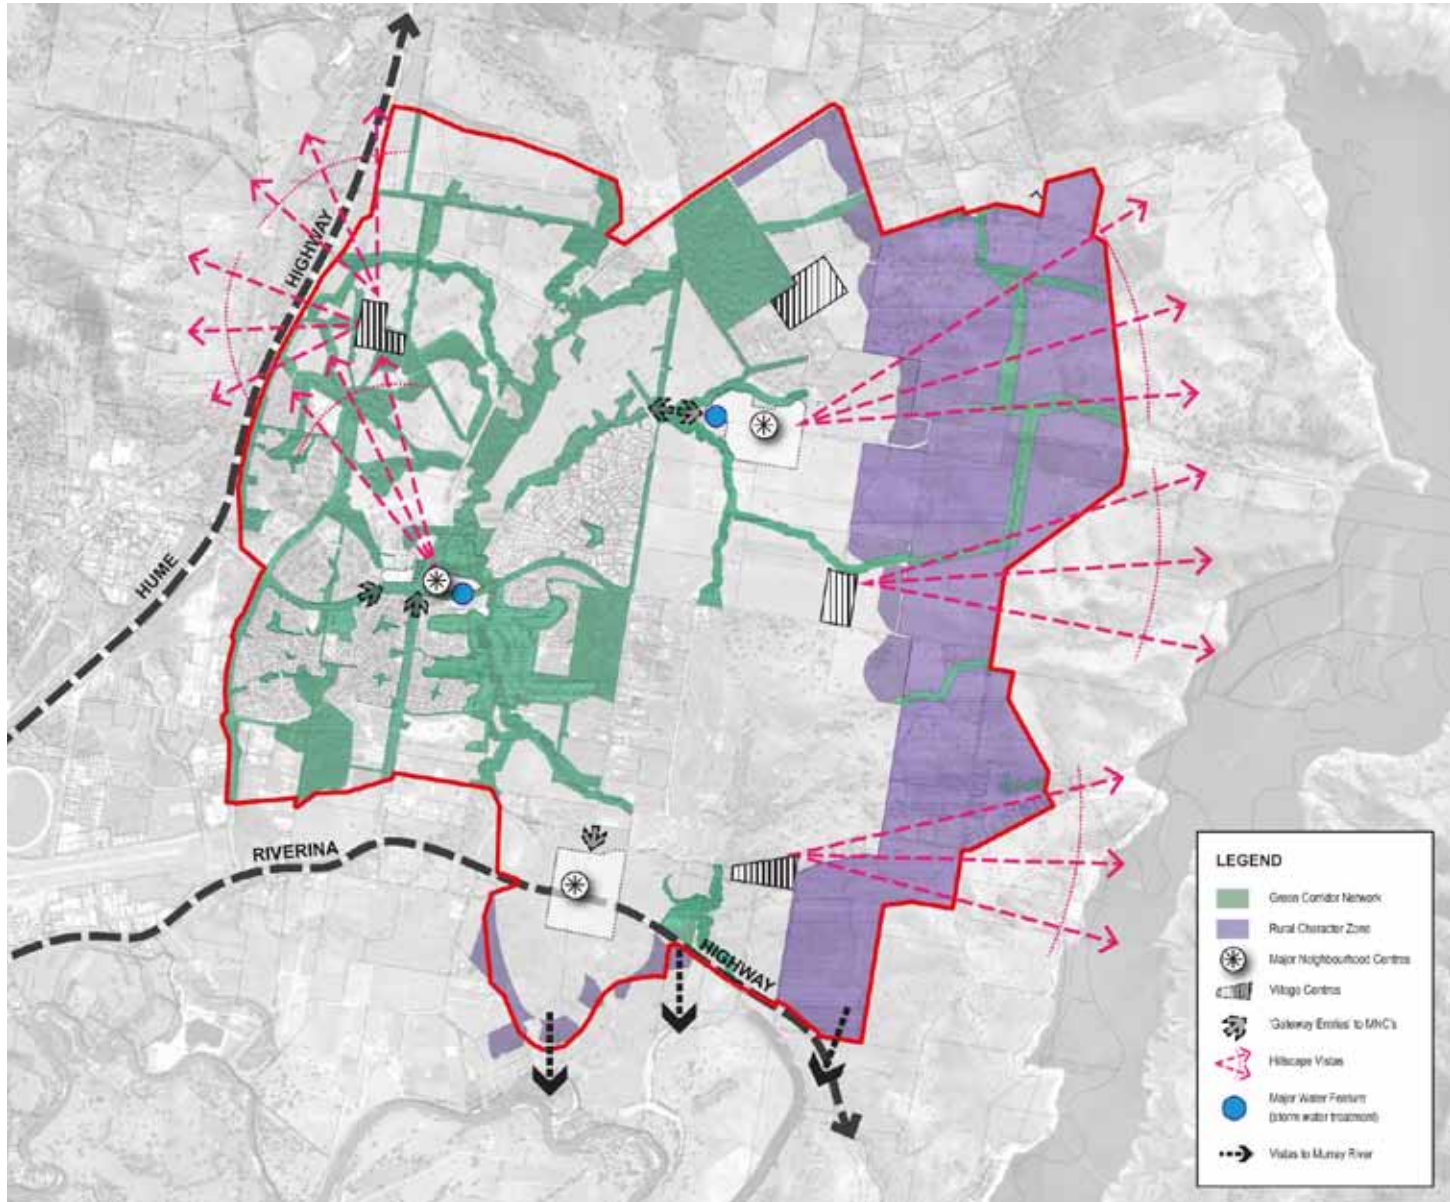 HIGHWAY
HUME
RIVERINA
HIGHWAY
LEGEND
Green Corridor Network
Rural Character Zone
Major Neighbourhood Centres
Village Centres
'Gateway Entries' to MNC's
Hillscape Vistas
Major Water Feature
(storm water treatment)
Vistas to Murray River